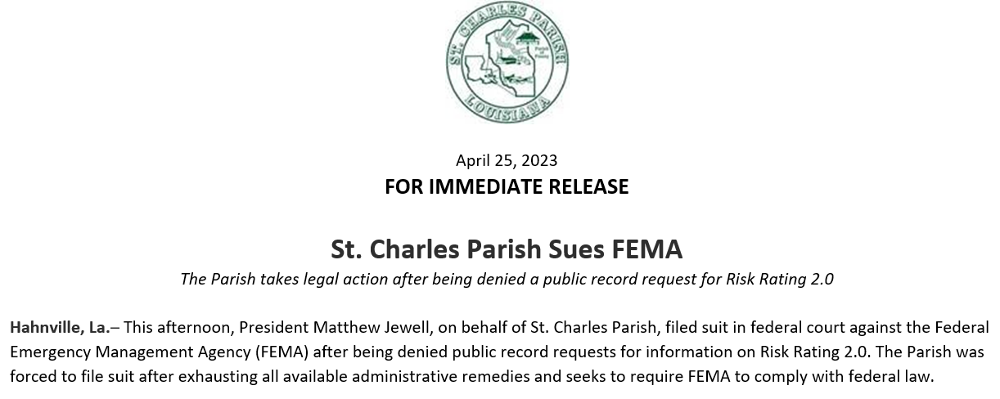 ST. CHARLES PARISH
LOUISIANA
April 25, 2023
FOR IMMEDIATE RELEASE
St. Charles Parish Sues FEMA
The Parish takes legal action after being denied a public record request for Risk Rating 2.0
Hahnville, La.– This afternoon, President Matthew Jewell, on behalf of St. Charles Parish, filed suit in federal court against the Federal
Emergency Management Agency (FEMA) after being denied public record requests for information on Risk Rating 2.0. The Parish was
forced to file suit after exhausting all available administrative remedies and seeks to require FEMA to comply with federal law.